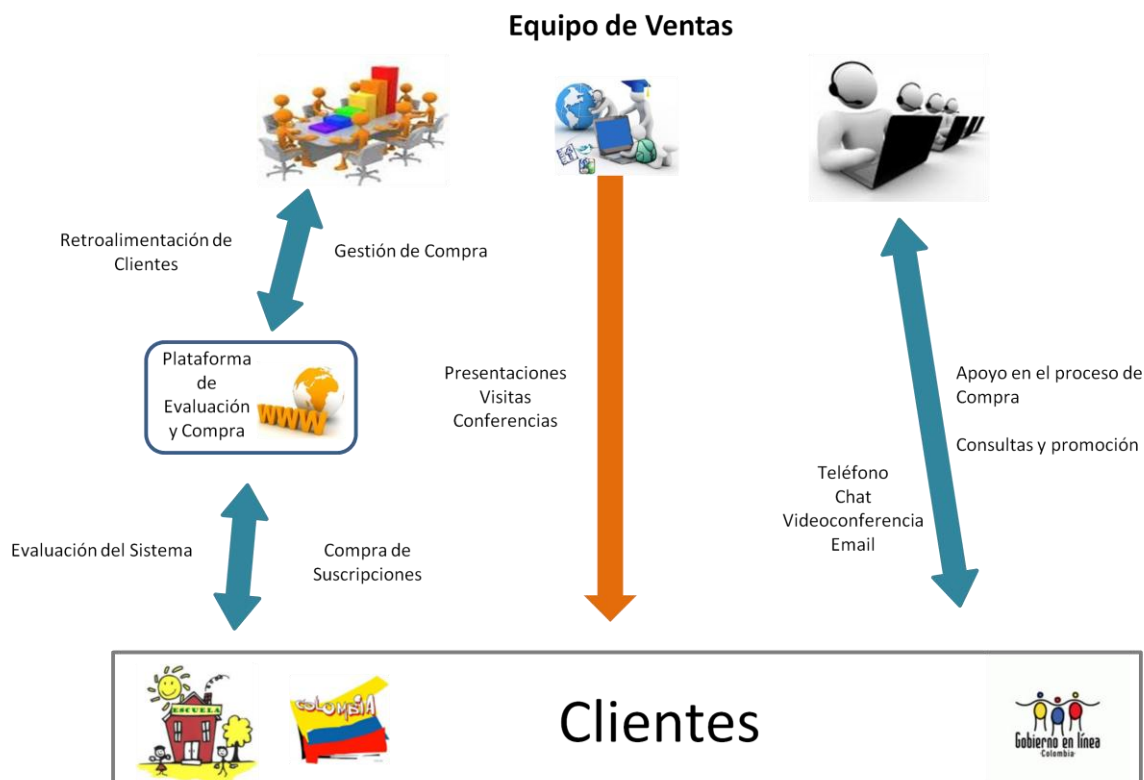 Equipo de Ventas
Retroalimentación de
Clientes
Gestión de Compra
Plataforma
de
Evaluación
y Compra
WWW
Presentaciones
Visitas
Conferencias
Apoyo en el proceso de
Compra
Consultas y promoción
Teléfono
Chat
Videoconferencia
Email
Evaluación del Sistema
Compra de
Suscripciones
ESCUELA
COLOMBIA
Clientes
Gobierno en línea
Colombia